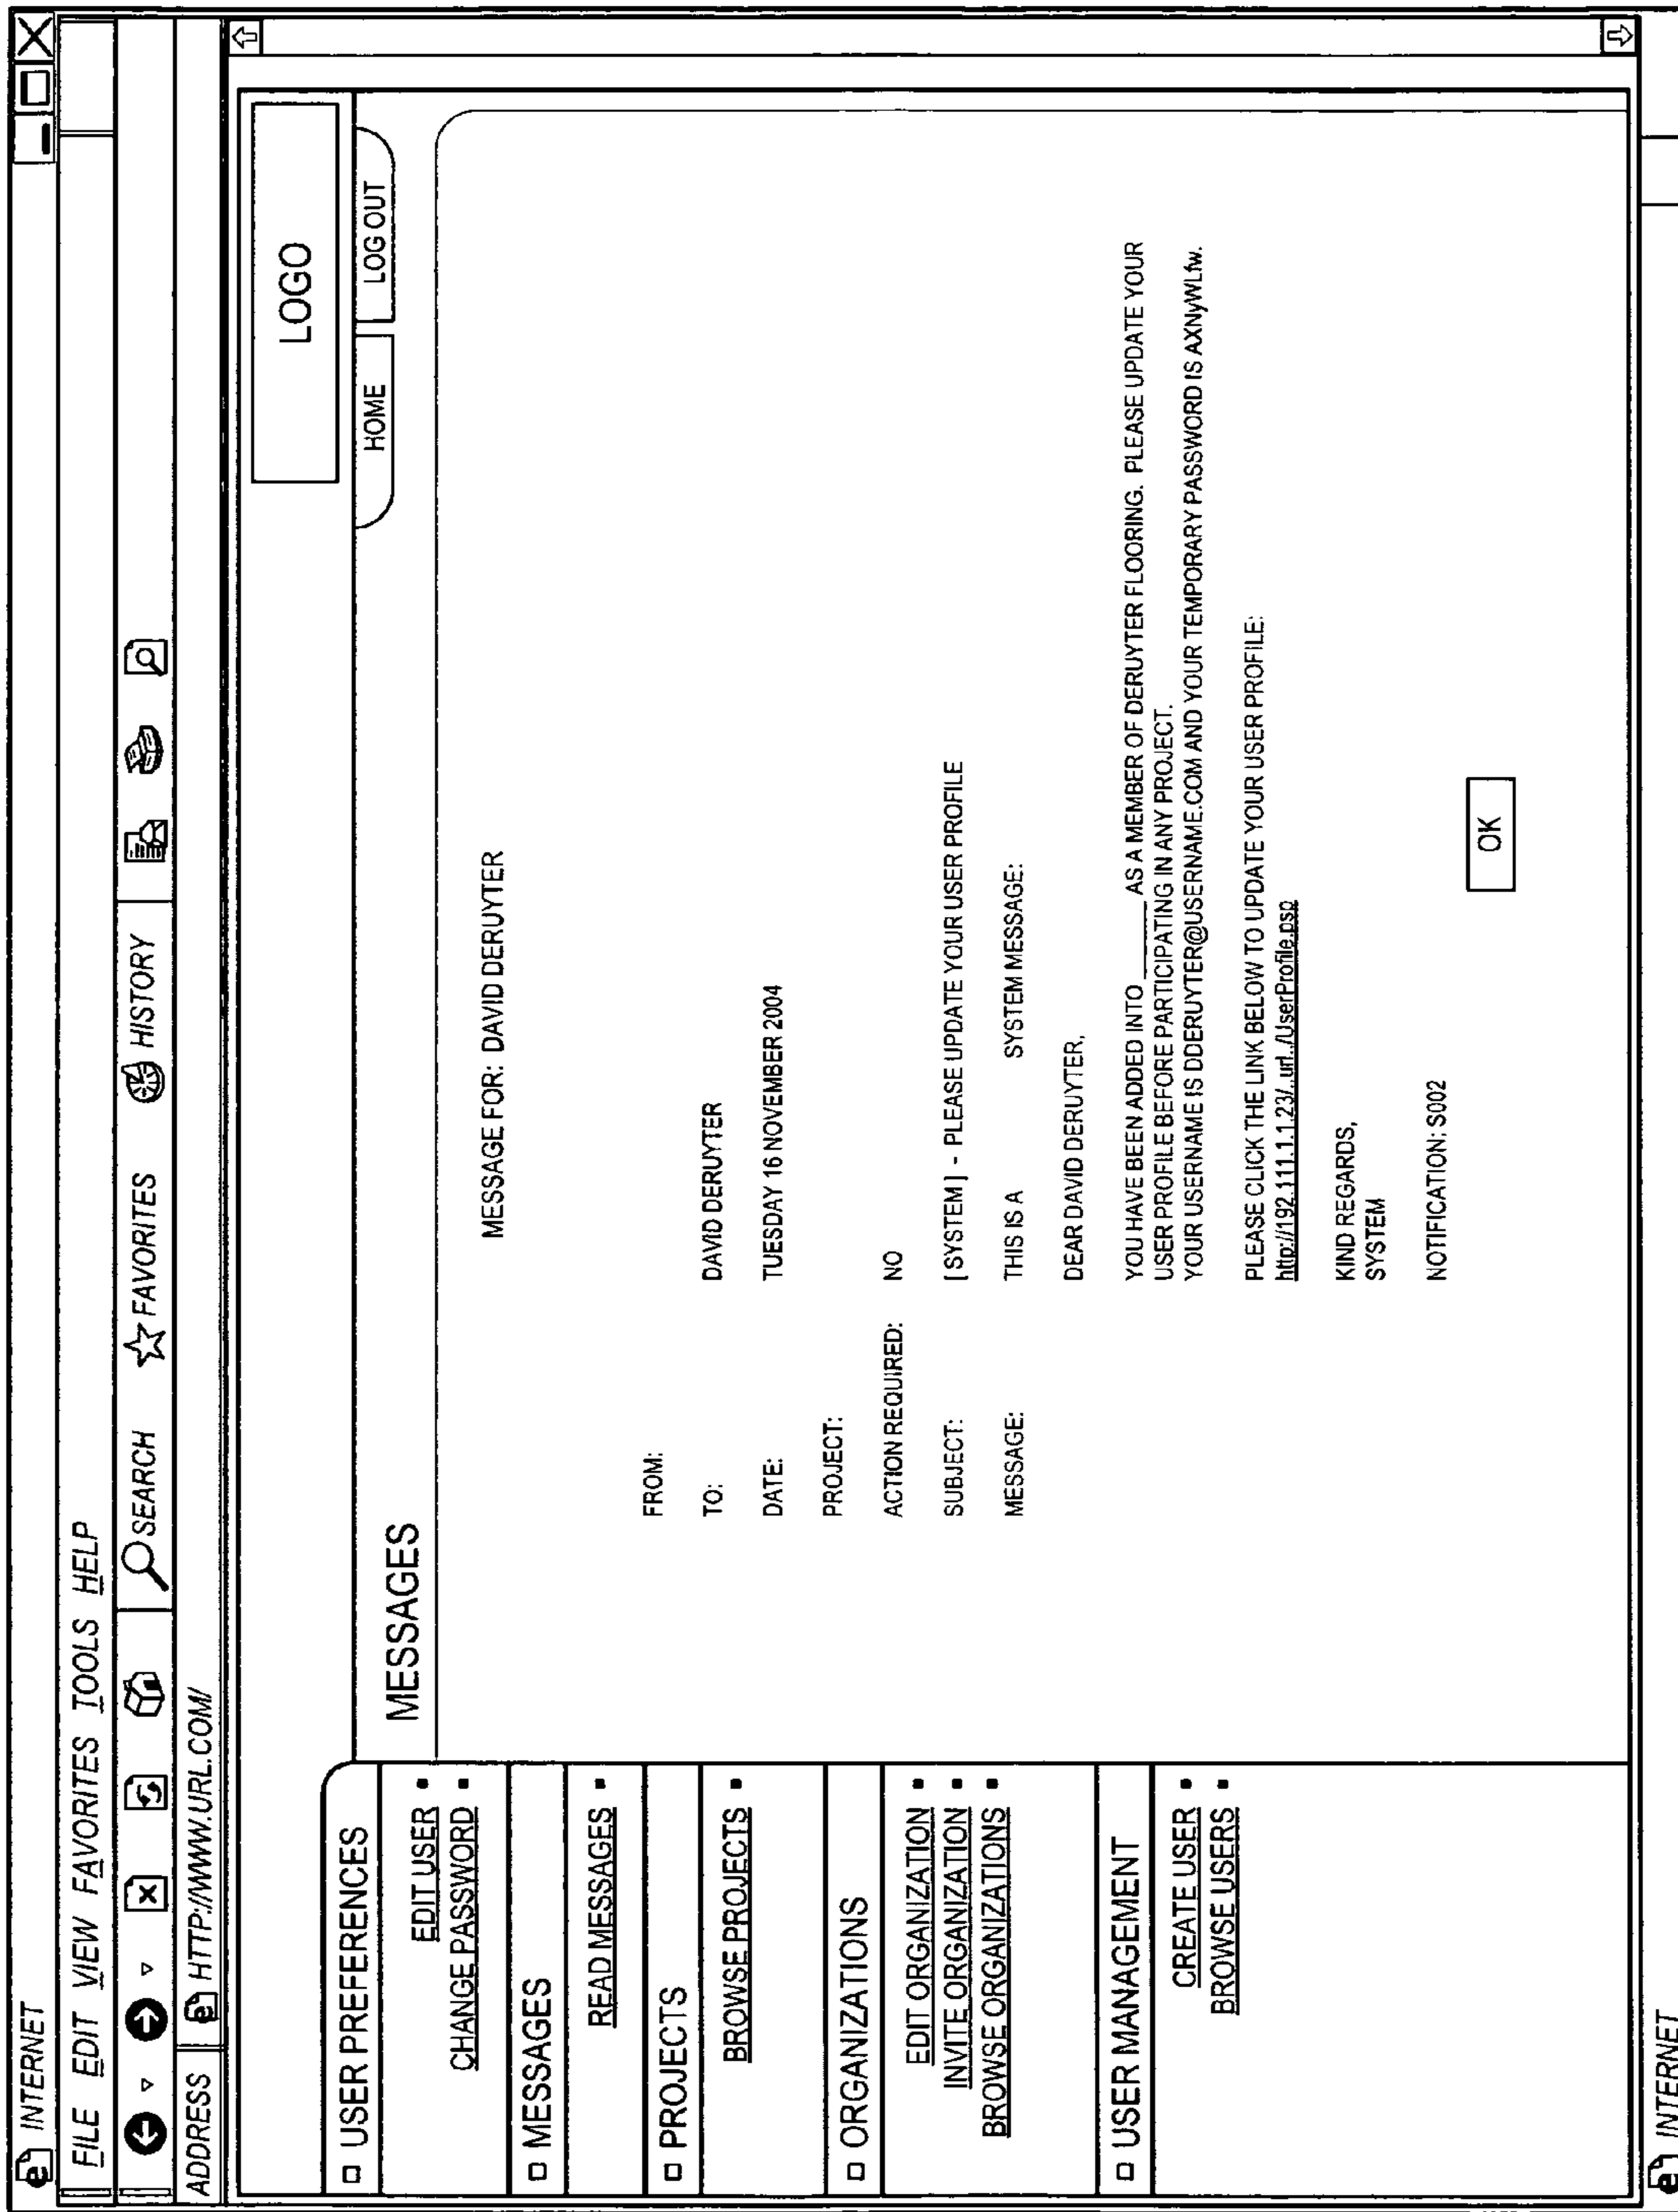 INTERNET
FILE EDIT VIEW FAVORITES TOOLS HELP
SEARCH FAVORITES HISTORY
ADDRESS HTTP://WWW.URL.COM/
LOGO
HOME LOG OUT
USER PREFERENCES
EDIT USER
CHANGE PASSWORD
MESSAGES
READ MESSAGES
PROJECTS
BROWSE PROJECTS
ORGANIZATIONS
EDIT ORGANIZATION
INVITE ORGANIZATION
BROWSE ORGANIZATIONS
USER MANAGEMENT
CREATE USER
BROWSE USERS
MESSAGES
MESSAGE FOR: DAVID DERUYTER
FROM:
TO: DAVID DERUYTER
DATE: TUESDAY 16 NOVEMBER 2004
PROJECT:
ACTION REQUIRED: NO
SUBJECT: [SYSTEM] - PLEASE UPDATE YOUR USER PROFILE
MESSAGE: THIS IS A SYSTEM MESSAGE:
DEAR DAVID DERUYTER,
YOU HAVE BEEN ADDED INTO ______ AS A MEMBER OF DERUYTER FLOORING. PLEASE UPDATE YOUR
USER PROFILE BEFORE PARTICIPATING IN ANY PROJECT.
YOUR USERNAME IS DDERUYTER@USERNAME.COM AND YOUR TEMPORARY PASSWORD IS AXNyWLfw.
PLEASE CLICK THE LINK BELOW TO UPDATE YOUR USER PROFILE:
http://192.111.1.23/..url../UserProfile.psp
KIND REGARDS,
SYSTEM
NOTIFICATION: S002
OK
INTERNET